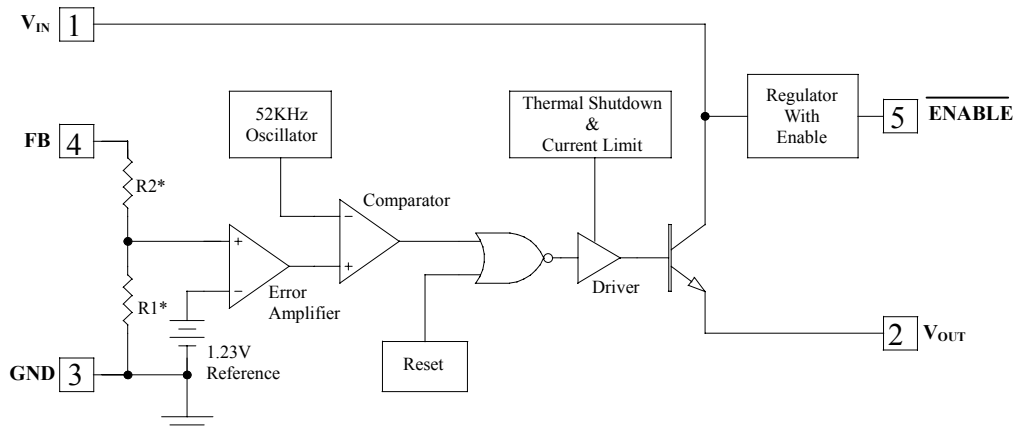 VIN 1
Thermal Shutdown
&
Current Limit
Regulator
With
Enable
5 ENABLE
52KHz
Oscillator
FB 4
R2*
Comparator
−
+
+
−
Error
Amplifier
Driver
R1*
1.23V
Reference
Reset
2 VOUT
GND 3